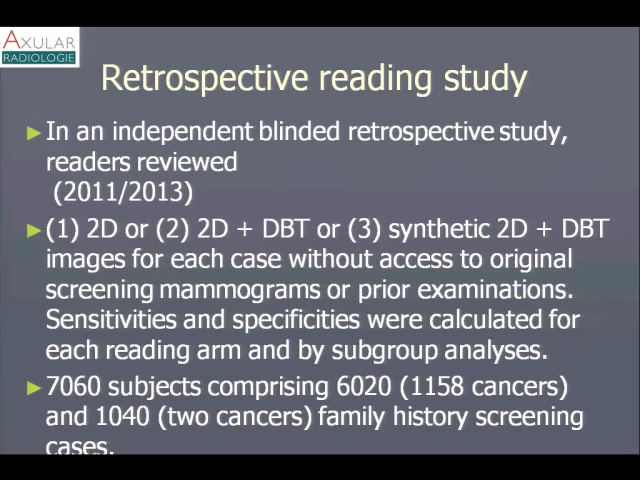 AXULAR
RADIOLOGIE
Retrospective reading study
►In an independent blinded retrospective study,
readers reviewed
(2011/2013)
►(1) 2D or (2) 2D + DBT or (3) synthetic 2D + DBT
images for each case without access to original
screening mammograms or prior examinations.
Sensitivities and specificities were calculated for
each reading arm and by subgroup analyses.
►7060 subjects comprising 6020 (1158 cancers)
and 1040 (two cancers) family history screening
cases.